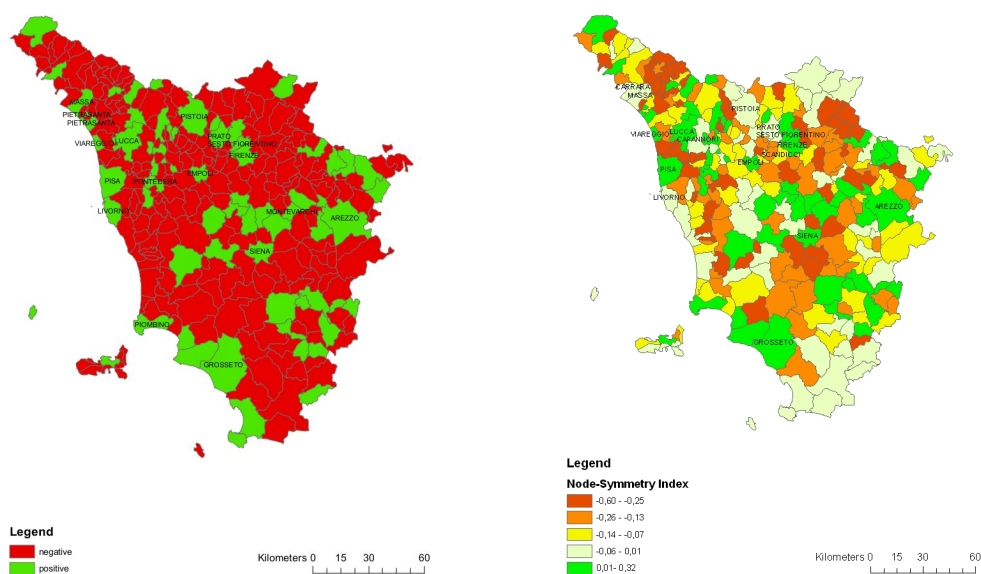 MASSA
PIETRASANTA
PIETRASANTA
VIAREGGIO
LUCCA
PISTOIA
PRATO
SESTO FIORENTINO
FIRENZE
EMPOLI
PISA
PONTEDERA
LIVORNO
MONTEVARCHI
AREZZO
SIENA
PIOMBINO
GROSSETO
Legend
negative
positive
Kilometers 0 15 30 60
CARRARA
MASSA
PISTOIA
VIAREGGIO
LUCCA
CAPANNORI
PRATO
SESTO FIORENTINO
FIRENZE
SCANDICCI
EMPOLI
PISA
LIVORNO
AREZZO
SIENA
GROSSETO
Legend
Node-Symmetry Index
-0,60 - -0,25
-0,26 - -0,13
-0,14 - -0,07
-0,06 - 0,01
0,01- 0,32
Kilometers 0 15 30 60